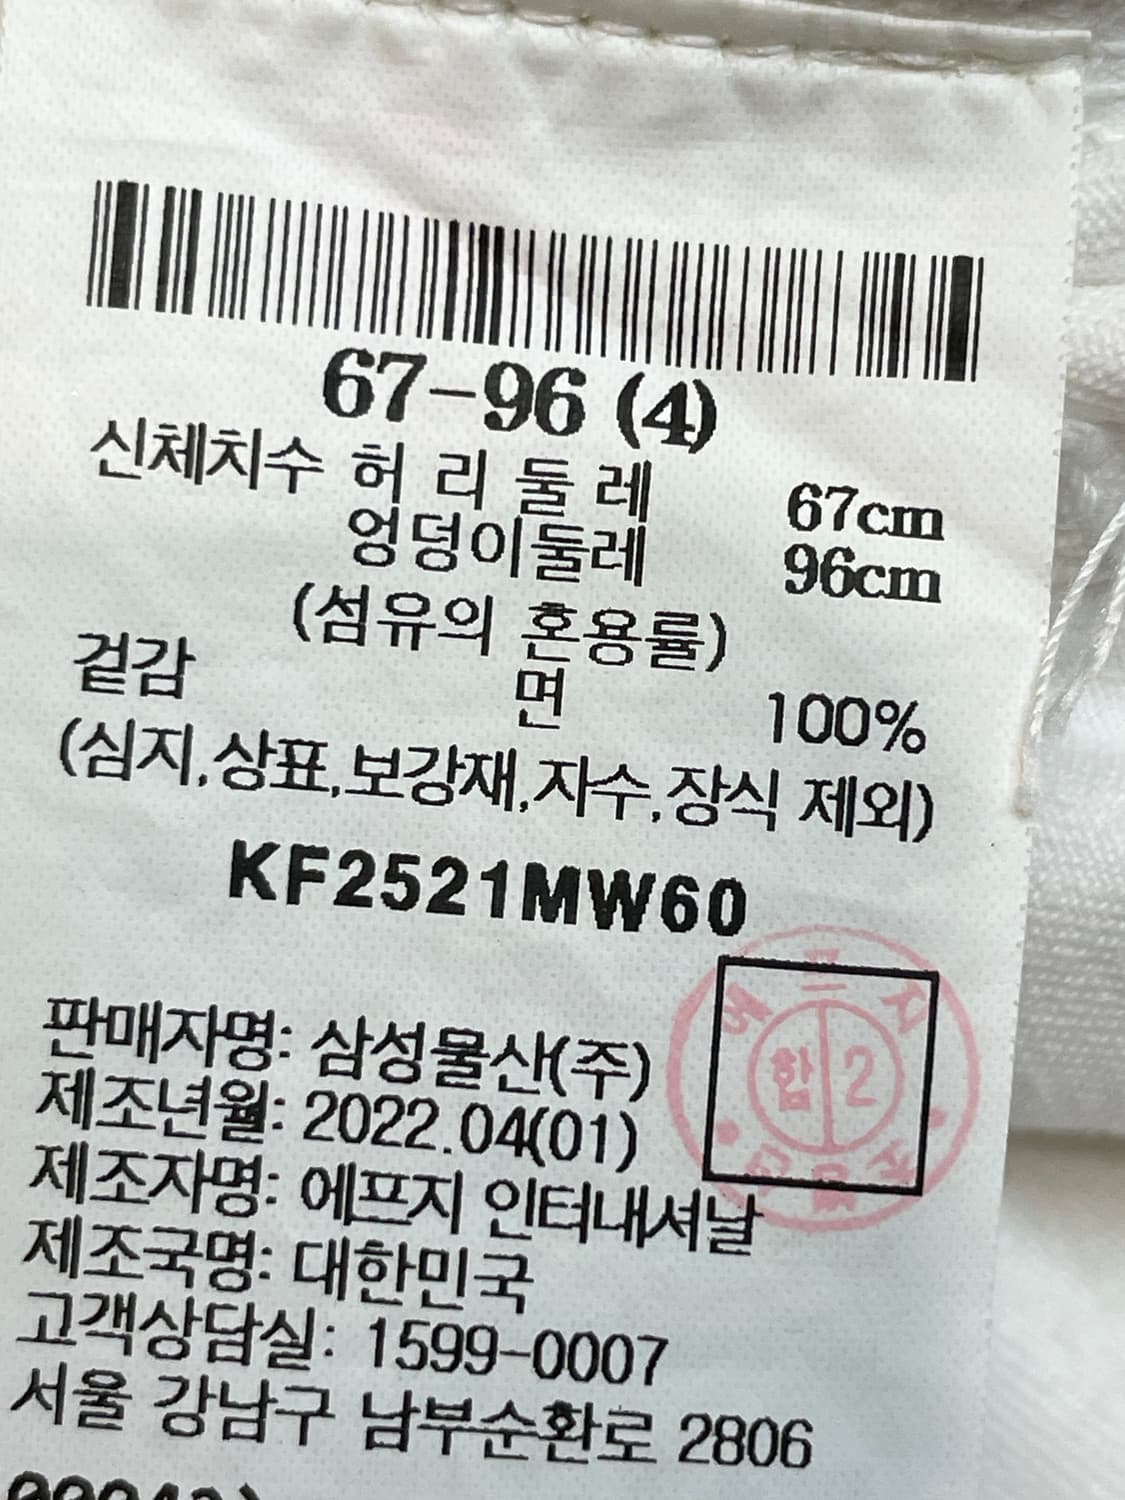 67-96 (4)
신체치수 허 리 둘 레 67cm
엉덩이둘레 96cm
(섬유의 혼용률)
겉감 면 100%
(심지,상표,보강재,자수,장식 제외)
KF2521MW60
에프지
합 2
판매자명: 삼성물산(주)
제조년월: 2022.04(01)
제조자명: 에프지 인터내셔날
제조국명: 대한민국
고객상담실: 1599-0007
서울 강남구 남부순환로 2806